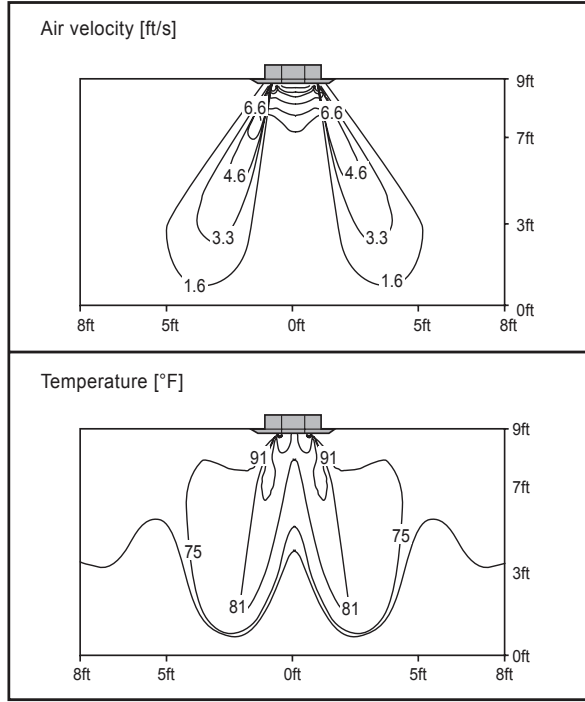 Air velocity [ft/s]
9ft
6.6 6.6
7ft
4.6 4.6
3.3 3.3
3ft
1.6 1.6
0ft
8ft 5ft 0ft 5ft 8ft
Temperature [°F]
9ft
91 91
7ft
75 75
3ft
81 81
0ft
8ft 5ft 0ft 5ft 8ft